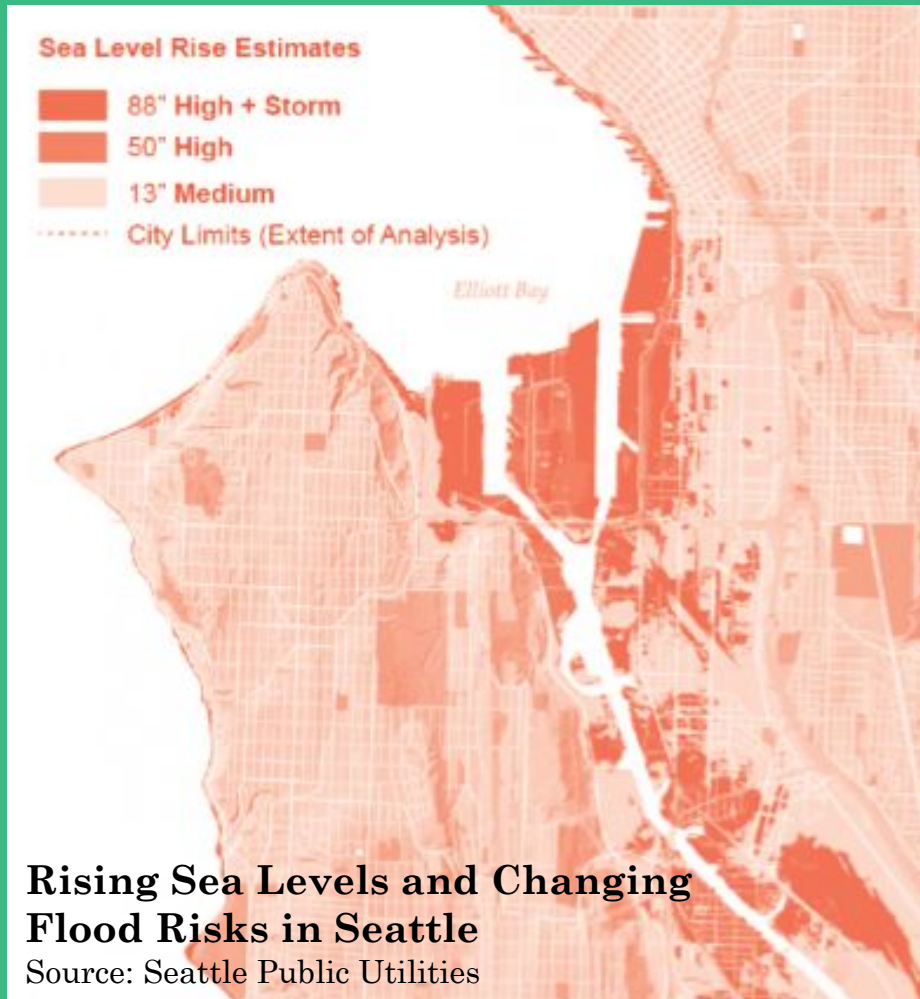 Sea Level Rise Estimates
88" High + Storm
50" High
13" Medium
City Limits (Extent of Analysis)
Elliott Bay
Rising Sea Levels and Changing
Flood Risks in Seattle
Source: Seattle Public Utilities